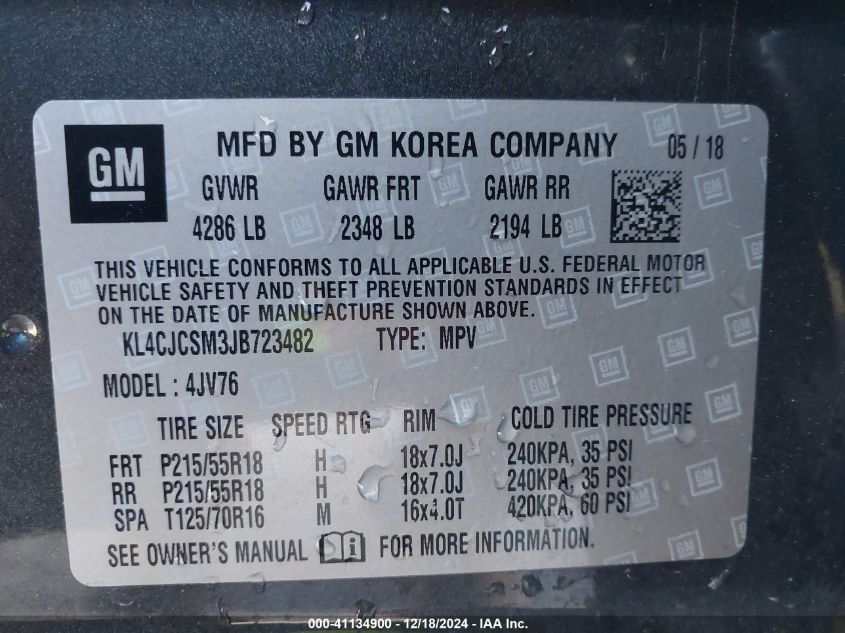 GM
MFD BY GM KOREA COMPANY 05 / 18
GVWR GAWR FRT GAWR RR
4286 LB 2348 LB 2194 LB
THIS VEHICLE CONFORMS TO ALL APPLICABLE U.S. FEDERAL MOTOR
VEHICLE SAFETY AND THEFT PREVENTION STANDARDS IN EFFECT
ON THE DATE OF MANUFACTURE SHOWN ABOVE.
KL4CJCSM3JB723482 TYPE: MPV
MODEL : 4JV76
TIRE SIZE SPEED RTG RIM COLD TIRE PRESSURE
FRT P215/55R18 H 18x7.0J 240KPA, 35 PSI
RR P215/55R18 H 18x7.0J 240KPA, 35 PSI
SPA T125/70R16 M 16x4.0T 420KPA, 60 PSI
SEE OWNER'S MANUAL FOR MORE INFORMATION.
000-41134900 - 12/18/2024 - IAA Inc.